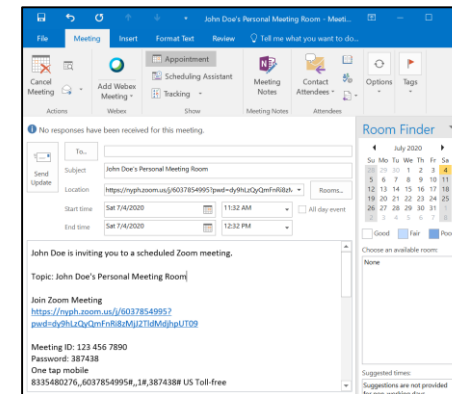 John Doe's Personal Meeting Room - Meeti...
File Meeting Insert Format Text Review Tell me what you want to do...
Cancel Meeting
Add Webex Meeting
Appointment
Scheduling Assistant
Tracking
Meeting Notes
Contact Attendees
Options
Tags
Actions Webex Show Meeting Notes Attendees
No responses have been received for this meeting.
Send Update
To...
Subject John Doe's Personal Meeting Room
Location https://nyph.zoom.us/j/6037854995?pwd=dy9hLzQyQmFnRi8zM Rooms...
Start time Sat 7/4/2020 11:32 AM All day event
End time Sat 7/4/2020 12:32 PM
John Doe is inviting you to a scheduled Zoom meeting.
Topic: John Doe's Personal Meeting Room
Join Zoom Meeting
https://nyph.zoom.us/j/6037854995?
pwd=dy9hLzQyQmFnRi8zMjJ2TldMdjhpUT09
Meeting ID: 123 456 7890
Password: 387438
One tap mobile
8335480276,,6037854995#,,1#,387438# US Toll-free
Room Finder
July 2020
Su Mo Tu We Th Fr Sa
28 29 30 1 2 3 4
5 6 7 8 9 10 11
12 13 14 15 16 17 18
19 20 21 22 23 24 25
26 27 28 29 30 31 1
2 3 4 5 6 7 8
Good Fair Poo
Choose an available room:
None
Suggested times:
Suggestions are not provided
for non-working days